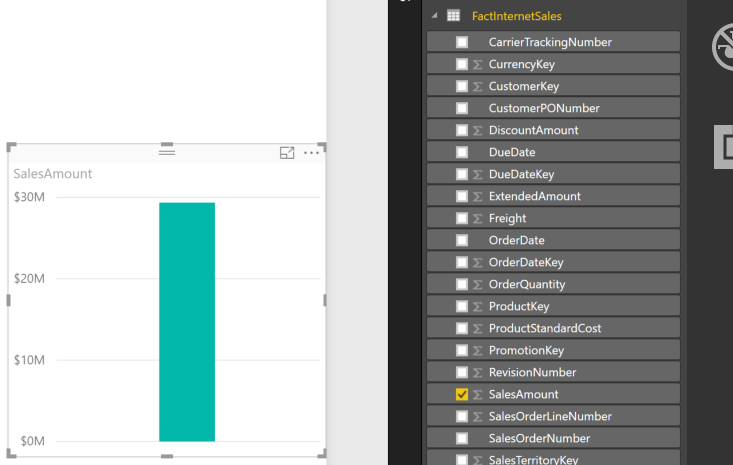 SalesAmount
$30M
$20M
$10M
$0M
FactInternetSales
CarrierTrackingNumber
Σ CurrencyKey
Σ CustomerKey
CustomerPONumber
Σ DiscountAmount
DueDate
Σ DueDateKey
Σ ExtendedAmount
Σ Freight
OrderDate
Σ OrderDateKey
Σ OrderQuantity
Σ ProductKey
Σ ProductStandardCost
Σ PromotionKey
Σ RevisionNumber
Σ SalesAmount
Σ SalesOrderLineNumber
SalesOrderNumber
Σ SalesTerritoryKey